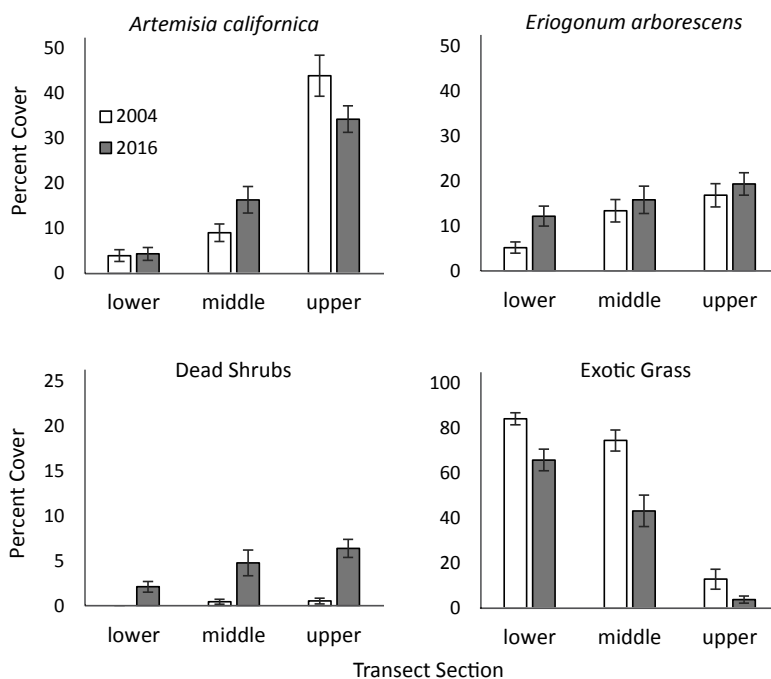 Artemisia californica
50
40
30
20
10
0
Percent Cover
2004
2016
lower middle upper
Eriogonum arborescens
50
40
30
20
10
0
lower middle upper
Dead Shrubs
25
20
15
10
5
0
Percent Cover
lower middle upper
Exotic Grass
100
80
60
40
20
0
lower middle upper
Transect Section